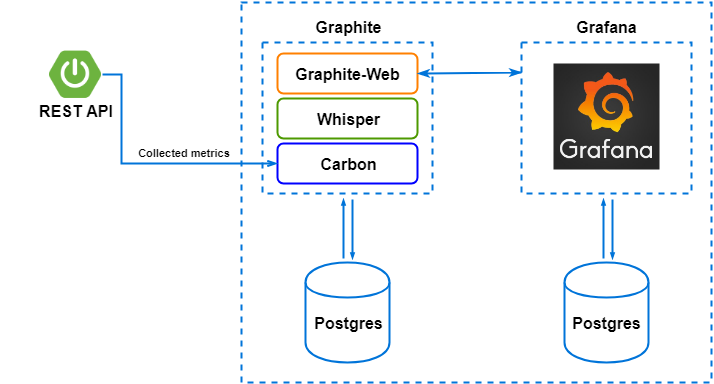 Graphite
Grafana
Graphite-Web
REST API
Whisper
Grafana
Collected metrics
Carbon
Postgres
Postgres